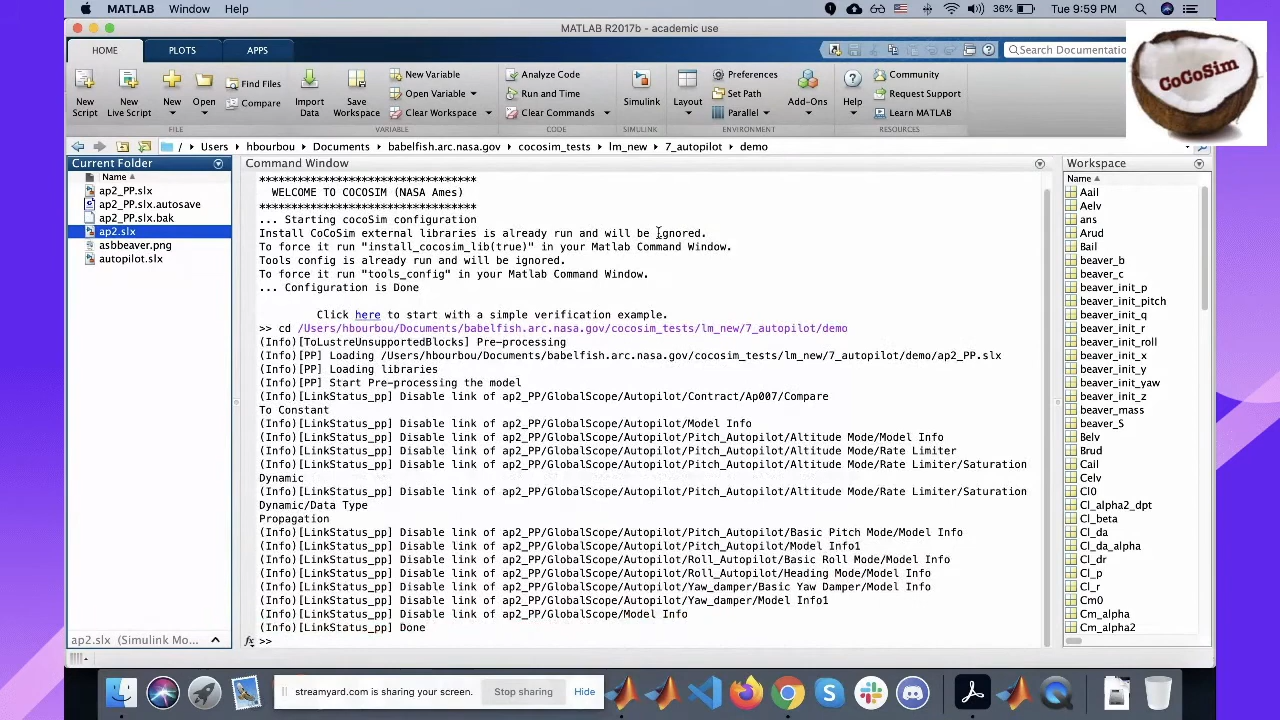 MATLAB Window Help
36% Tue 9:59 PM
MATLAB R2017b - academic use
HOME PLOTS APPS
Search Documentation
CoCoSim
New Script
New Live Script
New
Open
Find Files
Compare
Import Data
Save Workspace
New Variable
Open Variable
Clear Workspace
Analyze Code
Run and Time
Clear Commands
Simulink
Layout
Preferences
Set Path
Parallel
Add-Ons
Help
Community
Request Support
Learn MATLAB
FILE VARIABLE CODE SIMULINK ENVIRONMENT RESOURCES
/ Users hbourbou Documents babelfish.arc.nasa.gov cocosim_tests lm_new 7_autopilot demo
Current Folder
Name
ap2_PP.slx
ap2_PP.slx.autosave
ap2_PP.slx.bak
ap2.slx
asbbeaver.png
autopilot.slx
ap2.slx (Simulink Mo...
Command Window
***********************************
WELCOME TO COCOSIM (NASA Ames)
***********************************
... Starting cocoSim configuration
Install CoCoSim external libraries is already run and will be ignored.
To force it run "install_cocosim_lib(true)" in your Matlab Command Window.
Tools config is already run and will be ignored.
To force it run "tools_config" in your Matlab Command Window.
... Configuration is Done
Click here to start with a simple verification example.
>> cd /Users/hbourbou/Documents/babelfish.arc.nasa.gov/cocosim_tests/lm_new/7_autopilot/demo
(Info)[ToLustreUnsupportedBlocks] Pre-processing
(Info)[PP] Loading /Users/hbourbou/Documents/babelfish.arc.nasa.gov/cocosim_tests/lm_new/7_autopilot/demo/ap2_PP.slx
(Info)[PP] Loading libraries
(Info)[PP] Start Pre-processing the model
(Info)[LinkStatus_pp] Disable link of ap2_PP/GlobalScope/Autopilot/Contract/Ap007/Compare
To Constant
(Info)[LinkStatus_pp] Disable link of ap2_PP/GlobalScope/Autopilot/Model Info
(Info)[LinkStatus_pp] Disable link of ap2_PP/GlobalScope/Autopilot/Pitch_Autopilot/Altitude Mode/Model Info
(Info)[LinkStatus_pp] Disable link of ap2_PP/GlobalScope/Autopilot/Pitch_Autopilot/Altitude Mode/Rate Limiter
(Info)[LinkStatus_pp] Disable link of ap2_PP/GlobalScope/Autopilot/Pitch_Autopilot/Altitude Mode/Rate Limiter/Saturation
Dynamic
(Info)[LinkStatus_pp] Disable link of ap2_PP/GlobalScope/Autopilot/Pitch_Autopilot/Altitude Mode/Rate Limiter/Saturation
Dynamic/Data Type
Propagation
(Info)[LinkStatus_pp] Disable link of ap2_PP/GlobalScope/Autopilot/Pitch_Autopilot/Basic Pitch Mode/Model Info
(Info)[LinkStatus_pp] Disable link of ap2_PP/GlobalScope/Autopilot/Pitch_Autopilot/Model Info1
(Info)[LinkStatus_pp] Disable link of ap2_PP/GlobalScope/Autopilot/Roll_Autopilot/Basic Roll Mode/Model Info
(Info)[LinkStatus_pp] Disable link of ap2_PP/GlobalScope/Autopilot/Roll_Autopilot/Heading Mode/Model Info
(Info)[LinkStatus_pp] Disable link of ap2_PP/GlobalScope/Autopilot/Yaw_damper/Basic Yaw Damper/Model Info
(Info)[LinkStatus_pp] Disable link of ap2_PP/GlobalScope/Autopilot/Yaw_damper/Model Info1
(Info)[LinkStatus_pp] Disable link of ap2_PP/GlobalScope/Model Info
(Info)[LinkStatus_pp] Done
fx >>
Workspace
Name
Aail
Aelv
ans
Arud
Bail
beaver_b
beaver_c
beaver_init_p
beaver_init_pitch
beaver_init_q
beaver_init_r
beaver_init_roll
beaver_init_x
beaver_init_y
beaver_init_yaw
beaver_init_z
beaver_mass
beaver_S
Belv
Brud
Cail
Celv
Cl0
Cl_alpha2_dpt
Cl_beta
Cl_da
Cl_da_alpha
Cl_dr
Cl_p
Cl_r
Cm0
Cm_alpha
Cm_alpha2
streamyard.com is sharing your screen. Stop sharing Hide